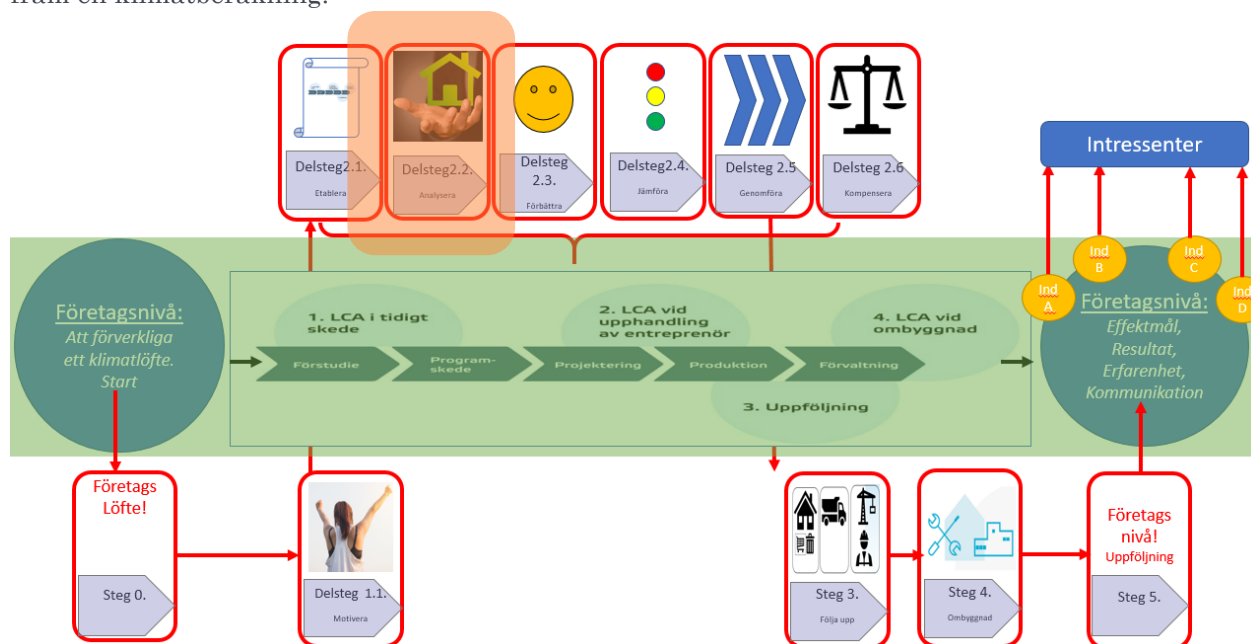 fram en klimatberäkning.
Delsteg2.1.
Etablera
Delsteg2.2.
Analysera
Delsteg
2.3.
Förbättra
Delsteg2.4.
Jämföra
Delsteg 2.5
Genomföra
Delsteg 2.6
Kompensera
Intressenter
Ind
A
Ind
B
Ind
C
Ind
D
Företagsnivå:
Att förverkliga
ett klimatlöfte.
Start
1. LCA i tidigt
skede
2. LCA vid
upphandling
av entreprenör
4. LCA vid
ombyggnad
Förstudie
Program-
skede
Projektering
Produktion
Förvaltning
3. Uppföljning
Företagsnivå:
Effektmål,
Resultat,
Erfarenhet,
Kommunikation
Företags
Löfte!
Steg 0.
Delsteg 1.1.
Motivera
Steg 3.
Följa upp
Steg 4.
Ombyggnad
Företags
nivå!
Uppföljning
Steg 5.